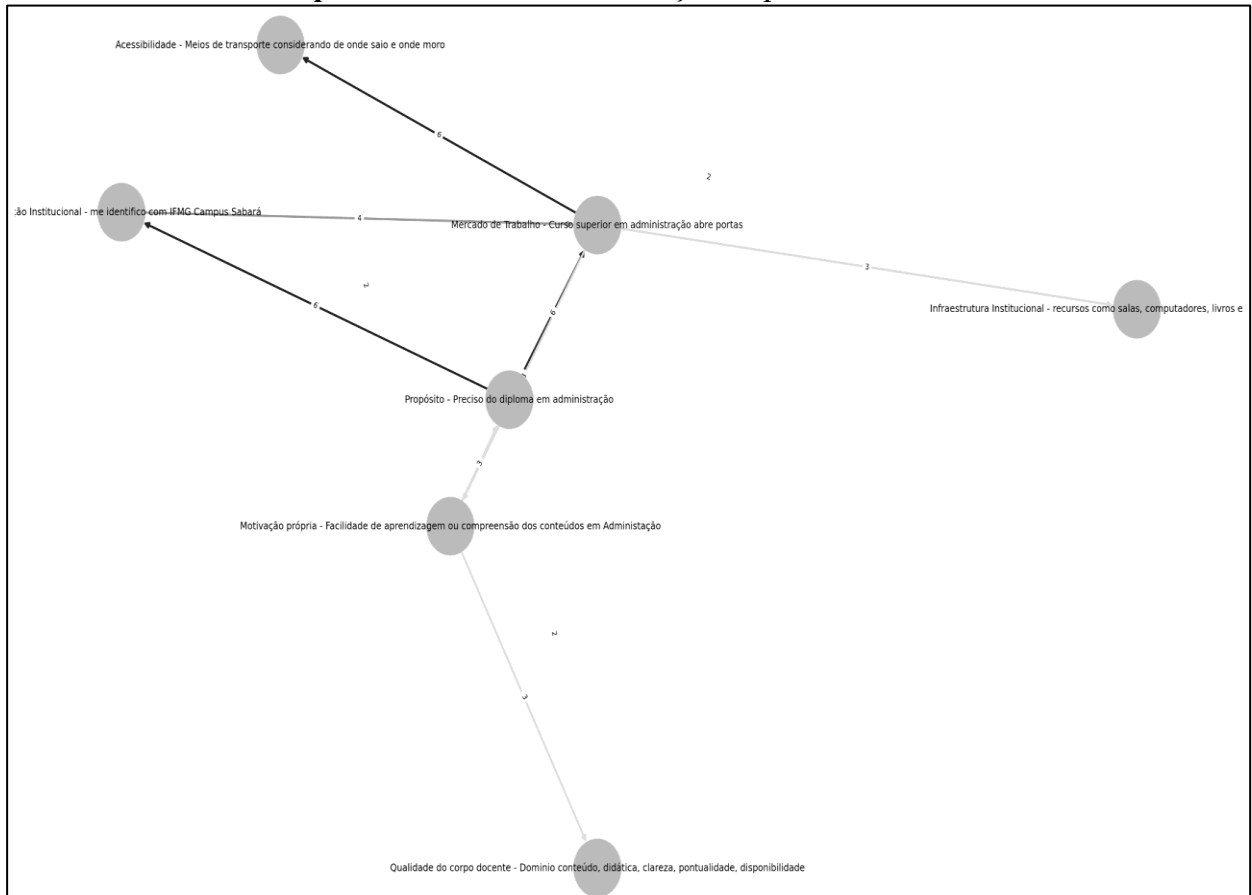 Acessibilidade - Meios de transporte considerando de onde saio e onde moro
6
2
ão Institucional - me identifico com IFMG Campus Sabará
4
Mercado de Trabalho - Curso superior em administração abre portas
3
2
6
6
Infraestrutura Institucional - recursos como salas, computadores, livros e
Propósito - Preciso do diploma em administração
3
Motivação própria - Facilidade de aprendizagem ou compreensão dos conteúdos em Administação
2
3
Qualidade do corpo docente - Dominio conteúdo, didática, clareza, pontualidade, disponibilidade